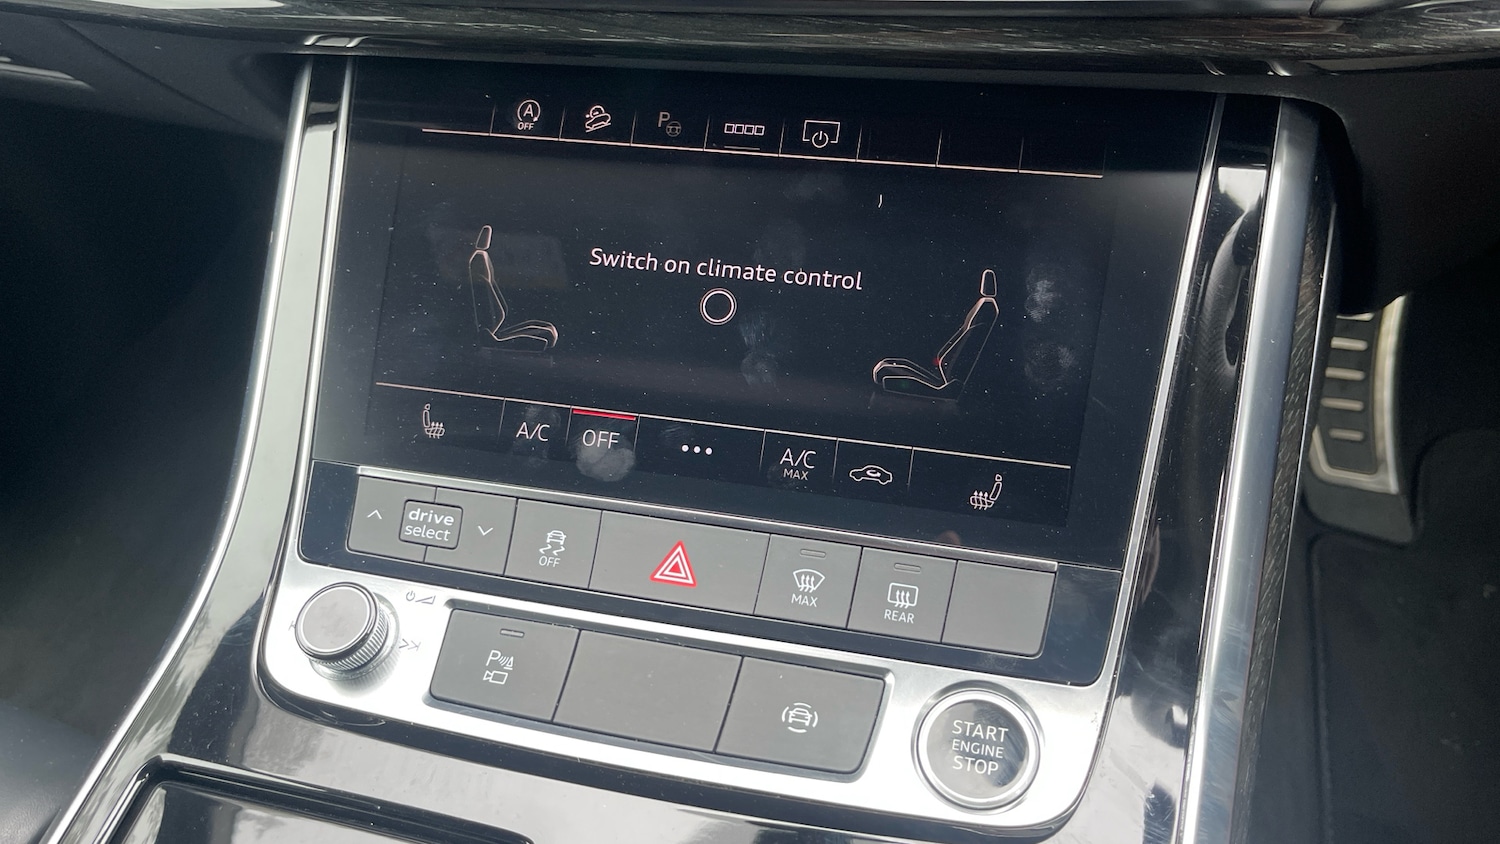 A
OFF
P
Switch on climate control
A/C
OFF
A/C
MAX
drive
select
OFF
MAX
REAR
P
START
ENGINE
STOP